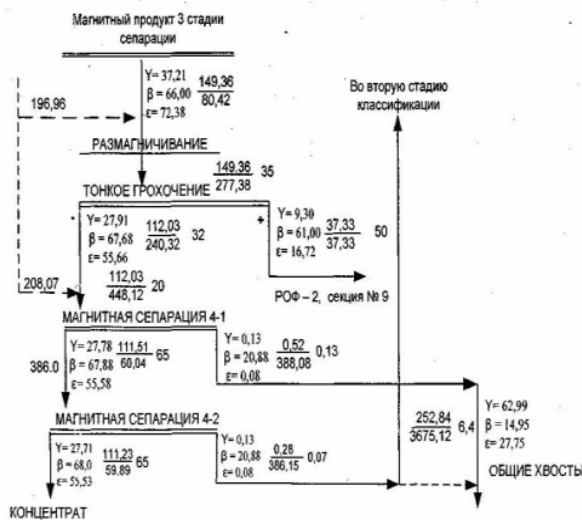 Магнитный продукт 3 стадии
сепарации
Υ= 37,21
β = 66,00
ε= 72,38
149,36
80,42
196,96
Во вторую стадию
классификации
РАЗМАГНИЧИВАНИЕ
149.36
277,38
35
ТОНКОЕ ГРОХОЧЕНИЕ
-
+
Υ= 27,91
β = 67,68
ε= 55,66
112,03
240,32
32
Υ= 9,30
β = 61,00
ε= 16,72
37,33
37,33
50
208,07
112,03
448,12
20
РОФ – 2, секция № 9
МАГНИТНАЯ СЕПАРАЦИЯ 4-1
386.0
Υ= 27,78
β = 67,88
ε= 55,58
111,51
60,04
65
Υ= 0,13
β = 20,88
ε= 0,08
0,52
388,08
0,13
МАГНИТНАЯ СЕПАРАЦИЯ 4-2
Υ= 27,71
β = 68,0
ε= 55,53
111,23
59.89
65
Υ= 0,13
β = 20,88
ε= 0,08
0,28
386,15
0,07
252,84
3675,12
6,4
Υ= 62,99
β = 14,95
ε= 27,75
ОБЩИЕ ХВОСТЫ
КОНЦЕНТРАТ